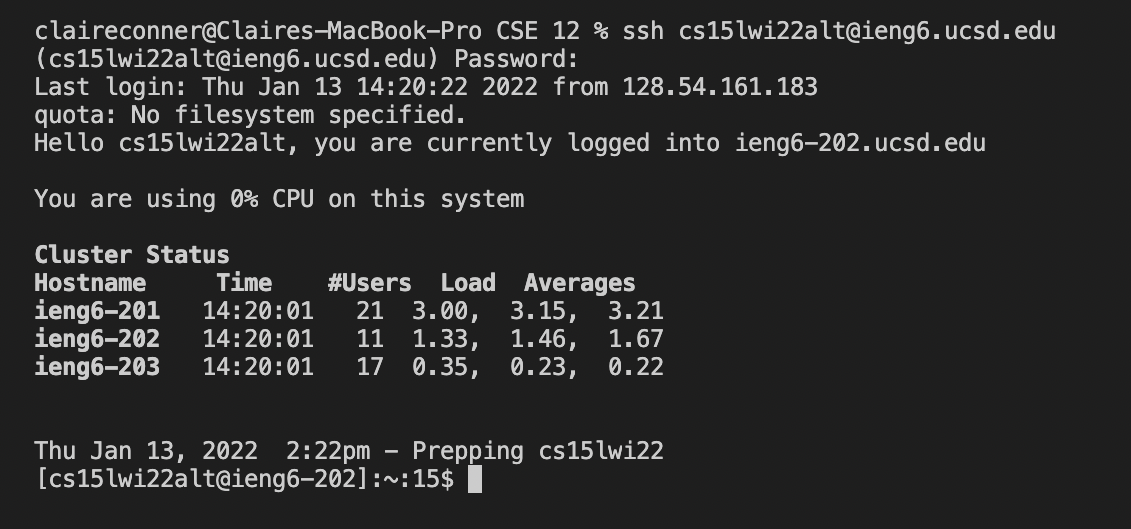 claireconner@Claires-MacBook-Pro CSE 12 % ssh cs15lwi22alt@ieng6.ucsd.edu
(cs15lwi22alt@ieng6.ucsd.edu) Password:
Last login: Thu Jan 13 14:20:22 2022 from 128.54.161.183
quota: No filesystem specified.
Hello cs15lwi22alt, you are currently logged into ieng6-202.ucsd.edu
You are using 0% CPU on this system
Cluster Status
Hostname     Time    #Users  Load  Averages
ieng6-201   14:20:01   21  3.00,  3.15,  3.21
ieng6-202   14:20:01   11  1.33,  1.46,  1.67
ieng6-203   14:20:01   17  0.35,  0.23,  0.22
Thu Jan 13, 2022  2:22pm - Prepping cs15lwi22
[cs15lwi22alt@ieng6-202]:~:15$